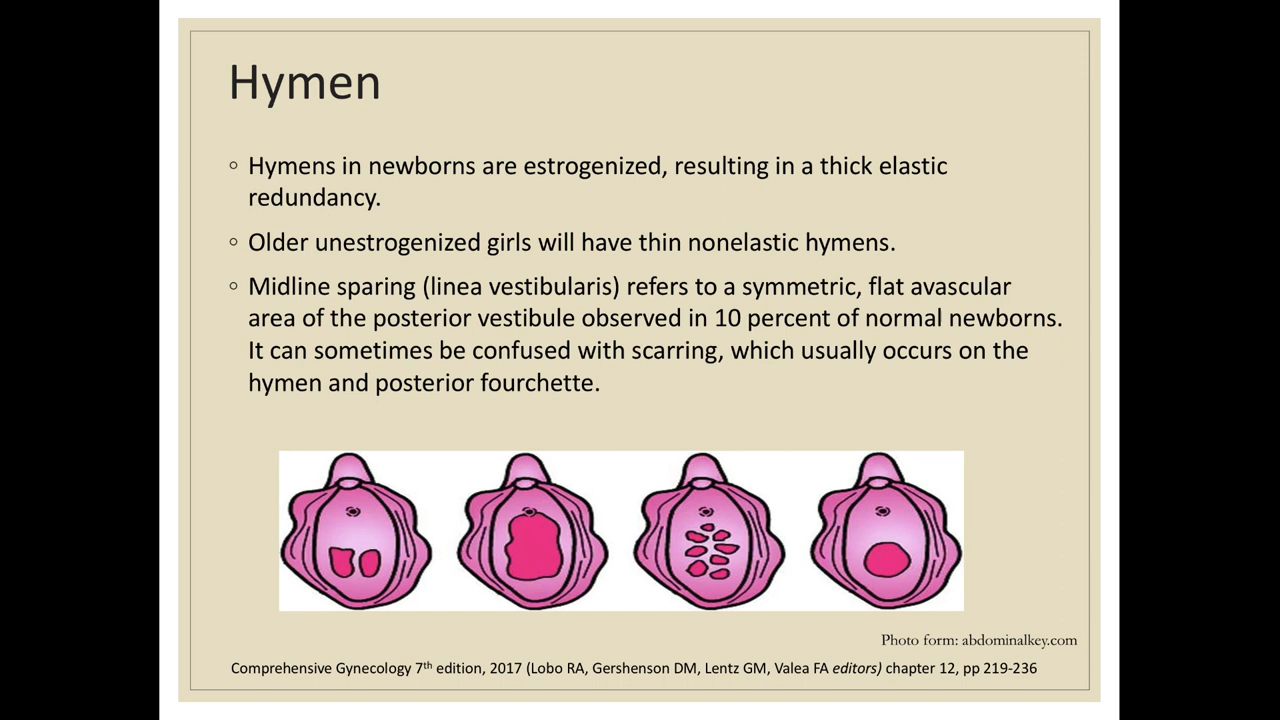 Hymen
◦ Hymens in newborns are estrogenized, resulting in a thick elastic
redundancy.
◦ Older unestrogenized girls will have thin nonelastic hymens.
◦ Midline sparing (linea vestibularis) refers to a symmetric, flat avascular
area of the posterior vestibule observed in 10 percent of normal newborns.
It can sometimes be confused with scarring, which usually occurs on the
hymen and posterior fourchette.
Photo form: abdominalkey.com
Comprehensive Gynecology 7th edition, 2017 (Lobo RA, Gershenson DM, Lentz GM, Valea FA editors) chapter 12, pp 219-236